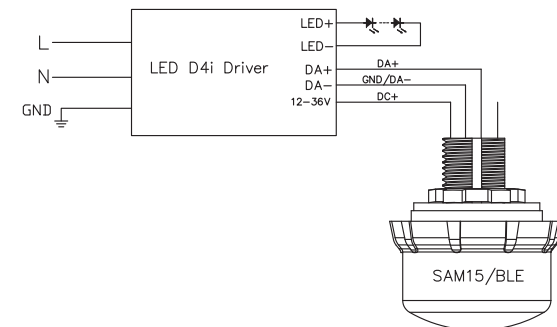 LED+
L
LED-
N
LED D4i Driver
DA+
DA+
DA-
GND/DA-
12-36V
DC+
GND
SAM15/BLE